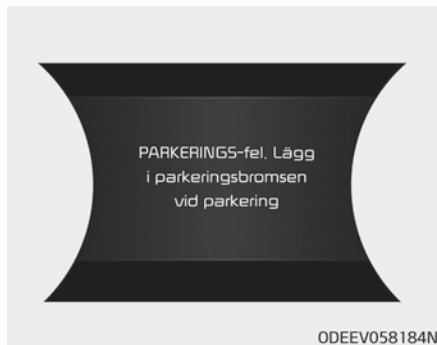 PARKERINGS-fel, Lägg
i parkeringsbromsen
vid parkering
ODEEV058184N